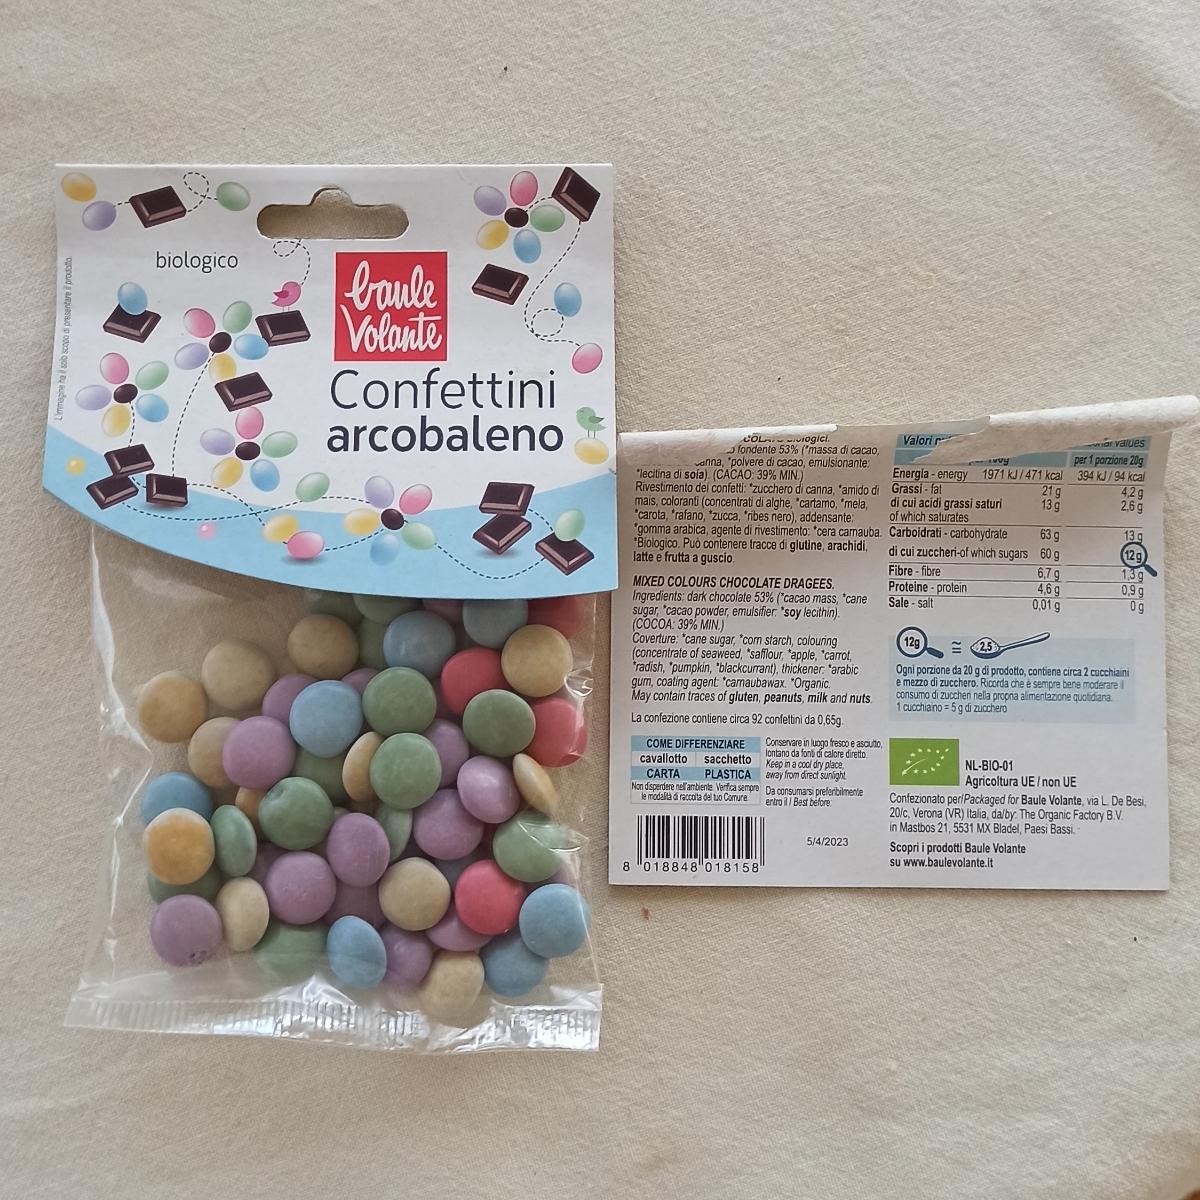 biologico
baule
Volante
Confettini
arcobaleno
L'immagine ha il solo scopo di presentare il prodotto.
biologici.
fondente 53% (*massa di cacao,
*polvere di cacao, emulsionante:
*lecitina di soia). (CACAO: 39% MIN.)
Rivestimento dei confetti: *zucchero di canna, *amido di
mais, coloranti (concentrati di alghe, *cartamo, *mela,
*carota, *rafano, *zucca, *ribes nero), addensante:
*gomma arabica, agente di rivestimento: *cera carnauba.
*Biologico. Può contenere tracce di glutine, arachidi,
latte e frutta a guscio.
MIXED COLOURS CHOCOLATE DRAGEES.
Ingredients: dark chocolate 53% (*cacao mass, *cane
sugar, *cacao powder, emulsifier: *soy lecithin).
(COCOA: 39% MIN.)
Coverture: *cane sugar, *corn starch, colouring
(concentrate of seaweed, *safflour, *apple, *carrot,
*radish, *pumpkin, *blackcurrant), thickener: *arabic
gum, coating agent: *carnaubawax. *Organic.
May contain traces of gluten, peanuts, milk and nuts.
La confezione contiene circa 92 confetti da 0,65g.
COME DIFFERENZIARE
cavallotto sacchetto
CARTA PLASTICA
Non disperdere nell'ambiente. Verifica sempre
le modalità di raccolta del tuo Comune.
Conservare in luogo fresco e asciutto,
lontano da fonti di calore diretto.
Keep in a cool dry place,
away from direct sunlight.
Da consumarsi preferibilmente
entro il / Best before:
8 018848 018158
5/4/2023
Valori values
per 1 porzione 20g
Energia - energy 1971 kJ / 471 kcal 394 kJ / 94 kcal
Grassi - fat 21 g 4,2 g
di cui acidi grassi saturi 13 g 2,6 g
of which saturates
Carboidrati - carbohydrate 63 g 13 g
di cui zuccheri-of which sugars 60 g 12g
Fibre - fibre 6,7 g 1,3 g
Proteine - protein 4,6 g 0,9 g
Sale - salt 0,01 g 0 g
12g ≅ 2,5
Ogni porzione da 20 g di prodotto, contiene circa 2 cucchiaini
e mezzo di zucchero. Ricorda che è sempre bene moderare il
consumo di zuccheri nella propria alimentazione quotidiana.
1 cucchiaino = 5 g di zucchero
NL-BIO-01
Agricoltura UE / non UE
Confezionato per/Packaged for Baule Volante, via L. De Besi,
20/c, Verona (VR) Italia, da/by: The Organic Factory B.V.
in Mastbos 21, 5531 MX Bladel, Paesi Bassi.
Scopri i prodotti Baule Volante
su www.baulevolante.it